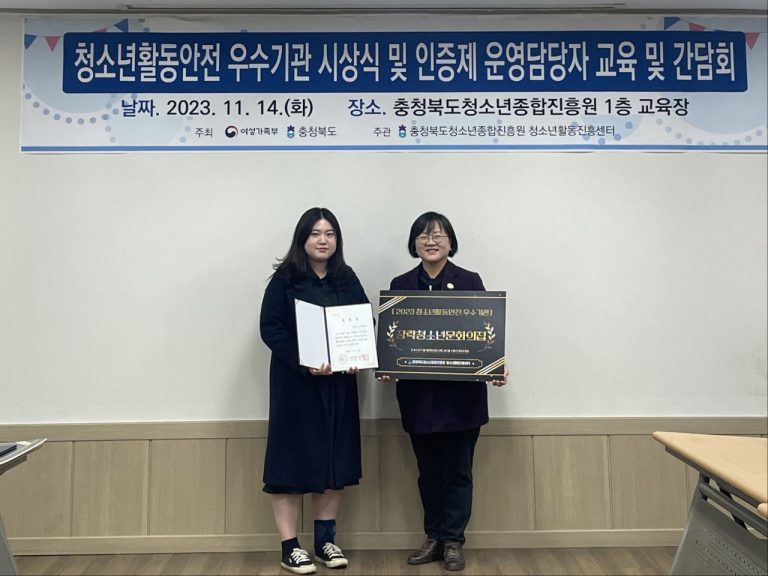 청소년활동안전 우수기관 시상식 및 인증제 운영담당자 교육 및 간담회
날짜. 2023. 11. 14.(화) 장소. 충청북도청소년종합진흥원 1층 교육장
주최 여성가족부 충청북도 주관 충청북도청소년종합진흥원 청소년활동진흥센터
[ 2023 청소년활동안전 우수기관 ]
청소년문화의집